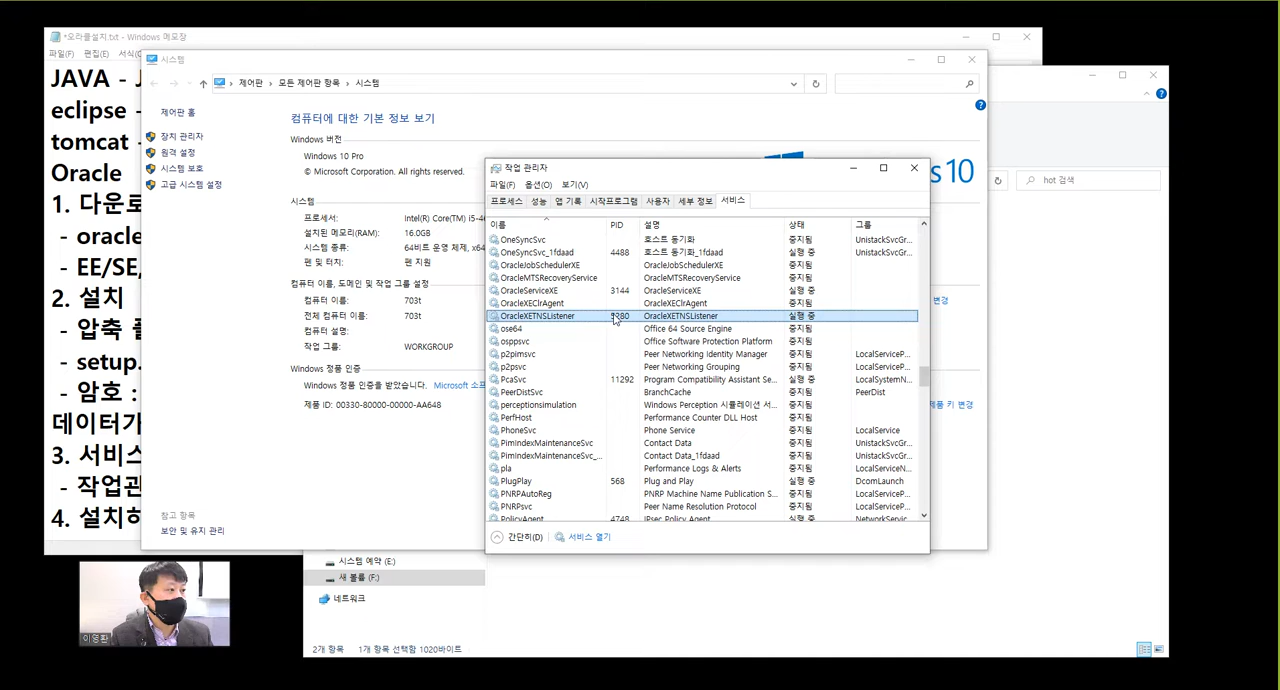 *오라클설치.txt - Windows 메모장
파일(F) 편집(E) 서식(
JAVA - J
eclipse -
tomcat -
Oracle
1. 다운로
- oracle
- EE/SE,
2. 설치
- 압축 풀
- setup.
- 암호 :
데이터가
3. 서비스
- 작업관
4. 설치하
시스템
제어판 › 모든 제어판 항목 › 시스템
제어판 홈
장치 관리자
원격 설정
시스템 보호
고급 시스템 설정
참고 항목
보안 및 유지 관리
컴퓨터에 대한 기본 정보 보기
Windows 버전
Windows 10 Pro
© Microsoft Corporation. All rights reserved.
s 10
시스템
프로세서: Intel(R) Core(TM) i5-4
설치된 메모리(RAM): 16.0GB
시스템 종류: 64비트 운영 체제, x64
펜 및 터치: 펜 지원
컴퓨터 이름, 도메인 및 작업 그룹 설정
컴퓨터 이름: 703t
전체 컴퓨터 이름: 703t
컴퓨터 설명:
작업 그룹: WORKGROUP
변경
Windows 정품 인증
Windows 정품 인증을 받았습니다. Microsoft 소프
제품 ID: 00330-80000-00000-AA648
제품 키 변경
작업 관리자
파일(F) 옵션(O) 보기(V)
프로세스 성능 앱 기록 시작프로그램 사용자 세부 정보 서비스
이름 PID 설명 상태 그룹
OneSyncSvc 호스트 동기화 중지됨 UnistackSvcGr...
OneSyncSvc_1fdaad 4488 호스트 동기화_1fdaad 실행 중 UnistackSvcGr...
OracleJobSchedulerXE OracleJobSchedulerXE 중지됨
OracleMTSRecoveryService OracleMTSRecoveryService 중지됨
OracleServiceXE 3144 OracleServiceXE 실행 중
OracleXEClrAgent OracleXEClrAgent 중지됨
OracleXETNSListener OracleXETNSListener 실행 중
ose64 Office 64 Source Engine 중지됨
osppsvc Office Software Protection Platform 중지됨
p2pimsvc Peer Networking Identity Manager 중지됨 LocalServiceP...
p2psvc Peer Networking Grouping 중지됨 LocalServiceP...
PcaSvc 11292 Program Compatibility Assistant Se... 실행 중 LocalSystemN...
PeerDistSvc BranchCache 중지됨 PeerDist
perceptionsimulation Windows Perception 시뮬레이션 서... 중지됨
PerfHost Performance Counter DLL Host 중지됨
PhoneSvc Phone Service 중지됨 LocalService
PimIndexMaintenanceSvc Contact Data 중지됨 UnistackSvcGr...
PimIndexMaintenanceSvc_... Contact Data_1fdaad 중지됨 UnistackSvcGr...
pla Performance Logs & Alerts 중지됨 LocalServiceN...
PlugPlay 568 Plug and Play 실행 중 DcomLaunch
PNRPAutoReg PNRP Machine Name Publication S... 중지됨 LocalServiceP...
PNRPsvc Peer Name Resolution Protocol 중지됨 LocalServiceP...
PolicyAgent 4748 IPsec Policy Agent 실행 중 NetworkServic...
간단히(D) 서비스 열기
hot 검색
시스템 예약 (E:)
새 볼륨 (F:)
네트워크
2개 항목 1개 항목 선택함 1020바이트
이영환